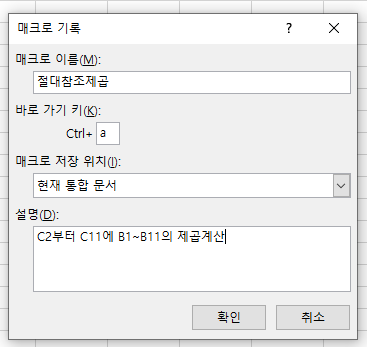 매크로 기록
매크로 이름(M):
절대참조제곱
바로 가기 키(K):
Ctrl+ a
매크로 저장 위치(I):
현재 통합 문서
설명(D):
C2부터 C11에 B1~B11의 제곱계산
확인 취소